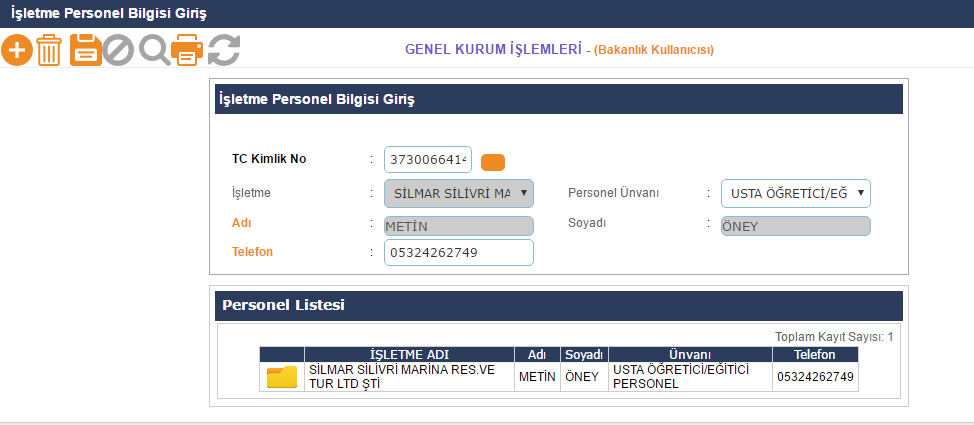 İşletme Personel Bilgisi Giriş
GENEL KURUM İŞLEMLERİ - (Bakanlık Kullanıcısı)
İşletme Personel Bilgisi Giriş
TC Kimlik No : 3730066414
İşletme : SİLMAR SİLİVRİ MA Personel Ünvanı : USTA ÖĞRETİCİ/EĞ
Adı : METİN Soyadı : ÖNEY
Telefon : 05324262749
Personel Listesi
Toplam Kayıt Sayısı: 1
İŞLETME ADI Adı Soyadı Ünvanı Telefon
SİLMAR SİLİVRİ MARİNA RES.VE TUR LTD ŞTİ METİN ÖNEY USTA ÖĞRETİCİ/EĞİTİCİ PERSONEL 05324262749